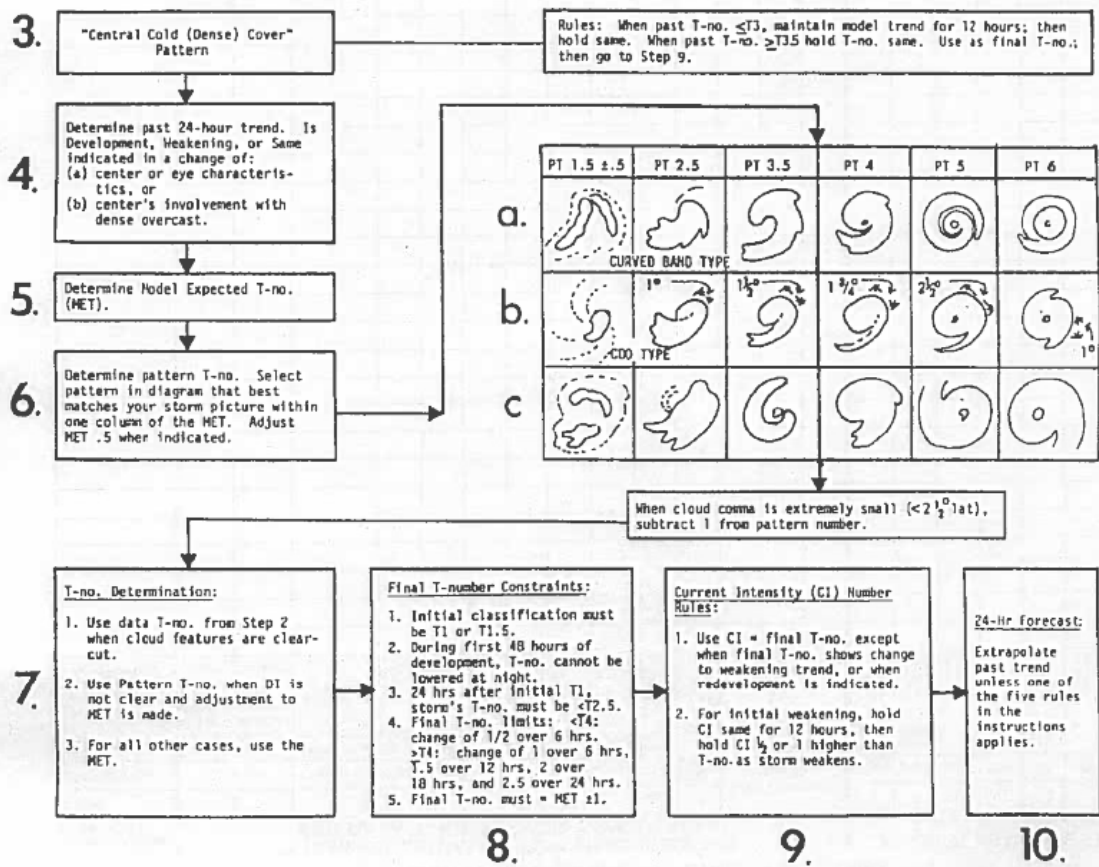 3.
"Central Cold (Dense) Cover"
Pattern
Rules: When past T-no. ≤T3, maintain model trend for 12 hours; then
hold same. When past T-no. ≥T3.5 hold T-no. same. Use as final T-no.;
then go to Step 9.
4.
Determine past 24-hour trend. Is
Development, Weakening, or Same
indicated in a change of:
(a) center or eye characteris-
tics, or
(b) center's involvement with
dense overcast.
5.
Determine Model Expected T-no.
(MET).
6.
Determine pattern T-no. Select
pattern in diagram that best
matches your storm picture within
one column of the MET. Adjust
MET .5 when indicated.
PT 1.5 ±.5 PT 2.5 PT 3.5 PT 4 PT 5 PT 6
a.
CURVED BAND TYPE
b.
1° 1½° 1¾° 2½° 1°
CDO TYPE
c
When cloud comma is extremely small (<2½° lat),
subtract 1 from pattern number.
7.
T-no. Determination:
1. Use data T-no. from Step 2
when cloud features are clear-
cut.
2. Use Pattern T-no. when DT is
not clear and adjustment to
MET is made.
3. For all other cases, use the
MET.
Final T-number Constraints:
1. Initial classification must
be T1 or T1.5.
2. During first 48 hours of
development, T-no. cannot be
lowered at night.
3. 24 hrs after initial T1,
storm's T-no. must be <T2.5.
4. Final T-no. limits: <T4:
change of 1/2 over 6 hrs.
>T4: change of 1 over 6 hrs,
1.5 over 12 hrs, 2 over
18 hrs, and 2.5 over 24 hrs.
5. Final T-no. must = MET ±1.
8.
Current Intensity (CI) Number
Rules:
1. Use CI = final T-no. except
when final T-no. shows change
to weakening trend, or when
redevelopment is indicated.
2. For initial weakening, hold
CI same for 12 hours, then
hold CI ½ or 1 higher than
T-no. as storm weakens.
9.
24-Hr Forecast:
Extrapolate
past trend
unless one of
the five rules
in the
instructions
applies.
10.